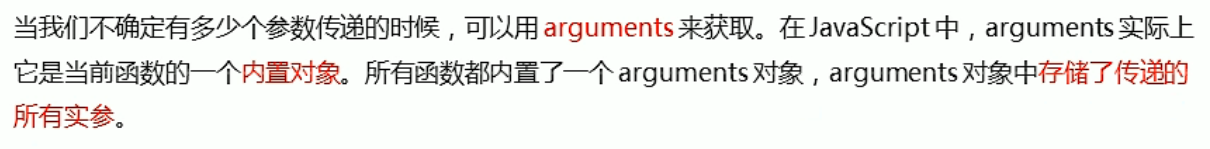 当我们不确定有多少个参数传递的时候，可以用 arguments 来获取。在 JavaScript 中，arguments 实际上
它是当前函数的一个内置对象。所有函数都内置了一个 arguments 对象，arguments 对象中存储了传递的
所有实参。